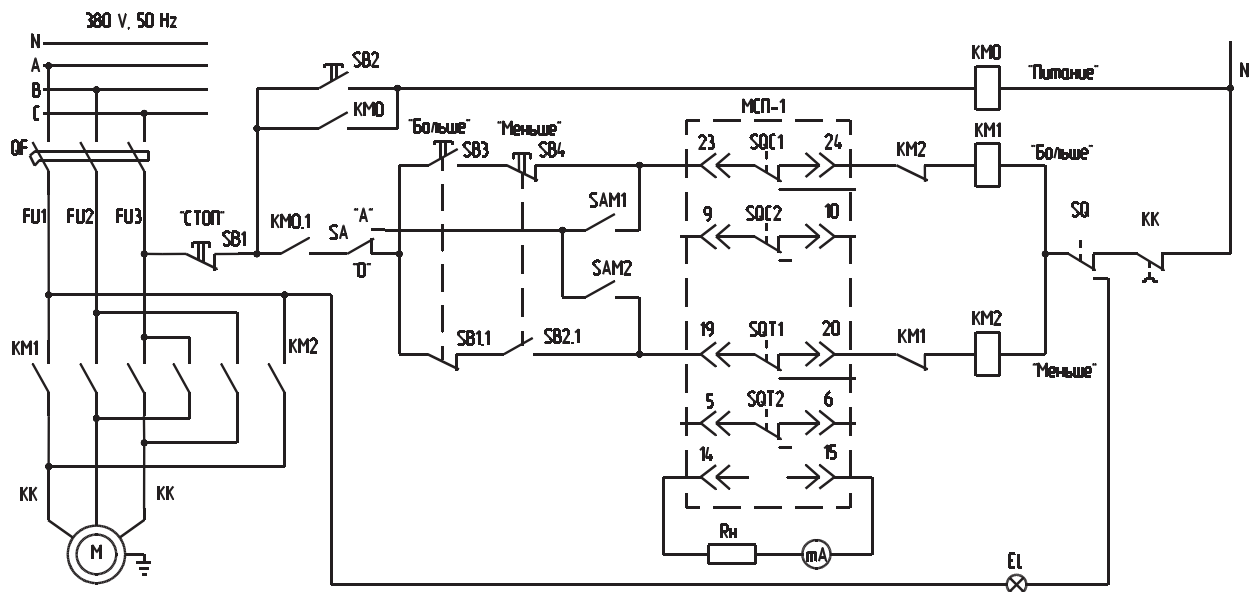 380 V, 50 Hz
N
A
B
C
QF
FU1 FU2 FU3
"СТОП"
SB1
SB2
KM0
KM0.1
SA
"А"
"О"
"Больше"
SB3
"Меньше"
SB4
SAM1
SAM2
SB1.1
SB2.1
МСП-1
23 SQC1 24
9 SQC2 10
19 SQT1 20
5 SQT2 6
14 15
Rн
mA
KM0
"Питание"
N
KM2
KM1
"Больше"
SQ
KK
KM1
KM2
"Меньше"
KM1
KM2
KK
KK
M
El